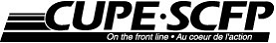 CUPE•SCFP
On the front line • Au coeur de l'action